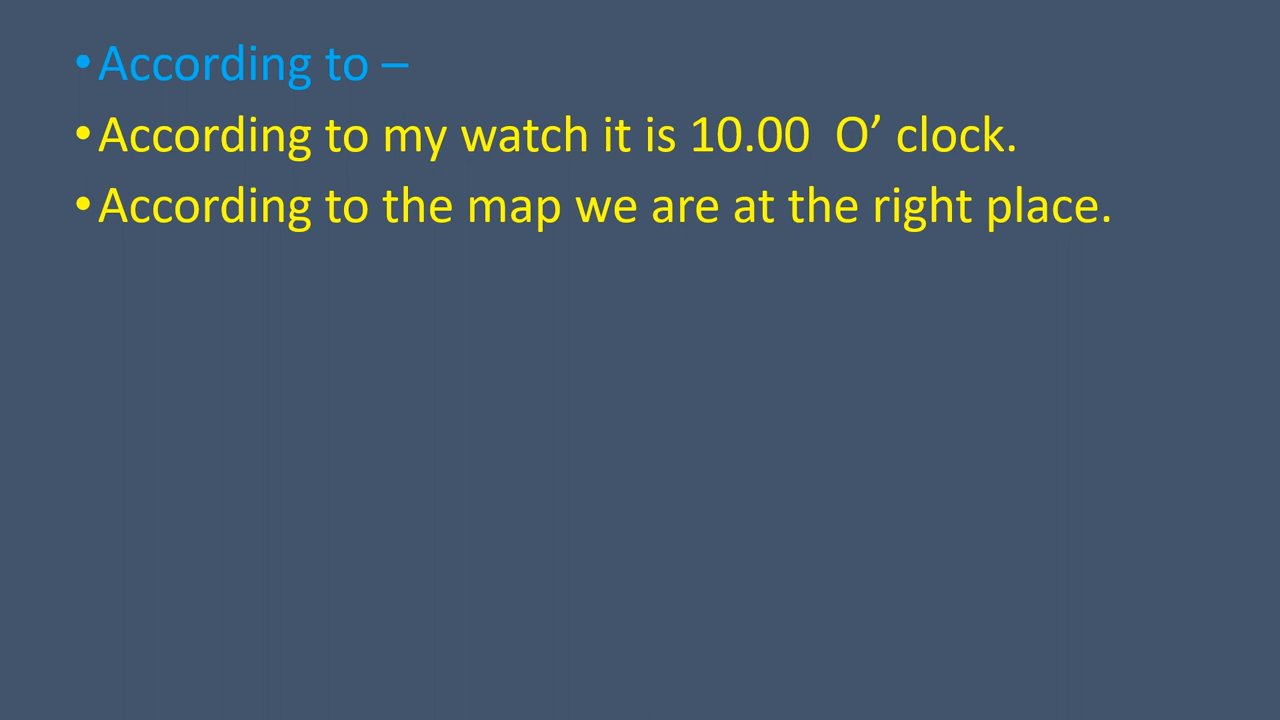 •According to –
•According to my watch it is 10.00  O’ clock.
•According to the map we are at the right place.